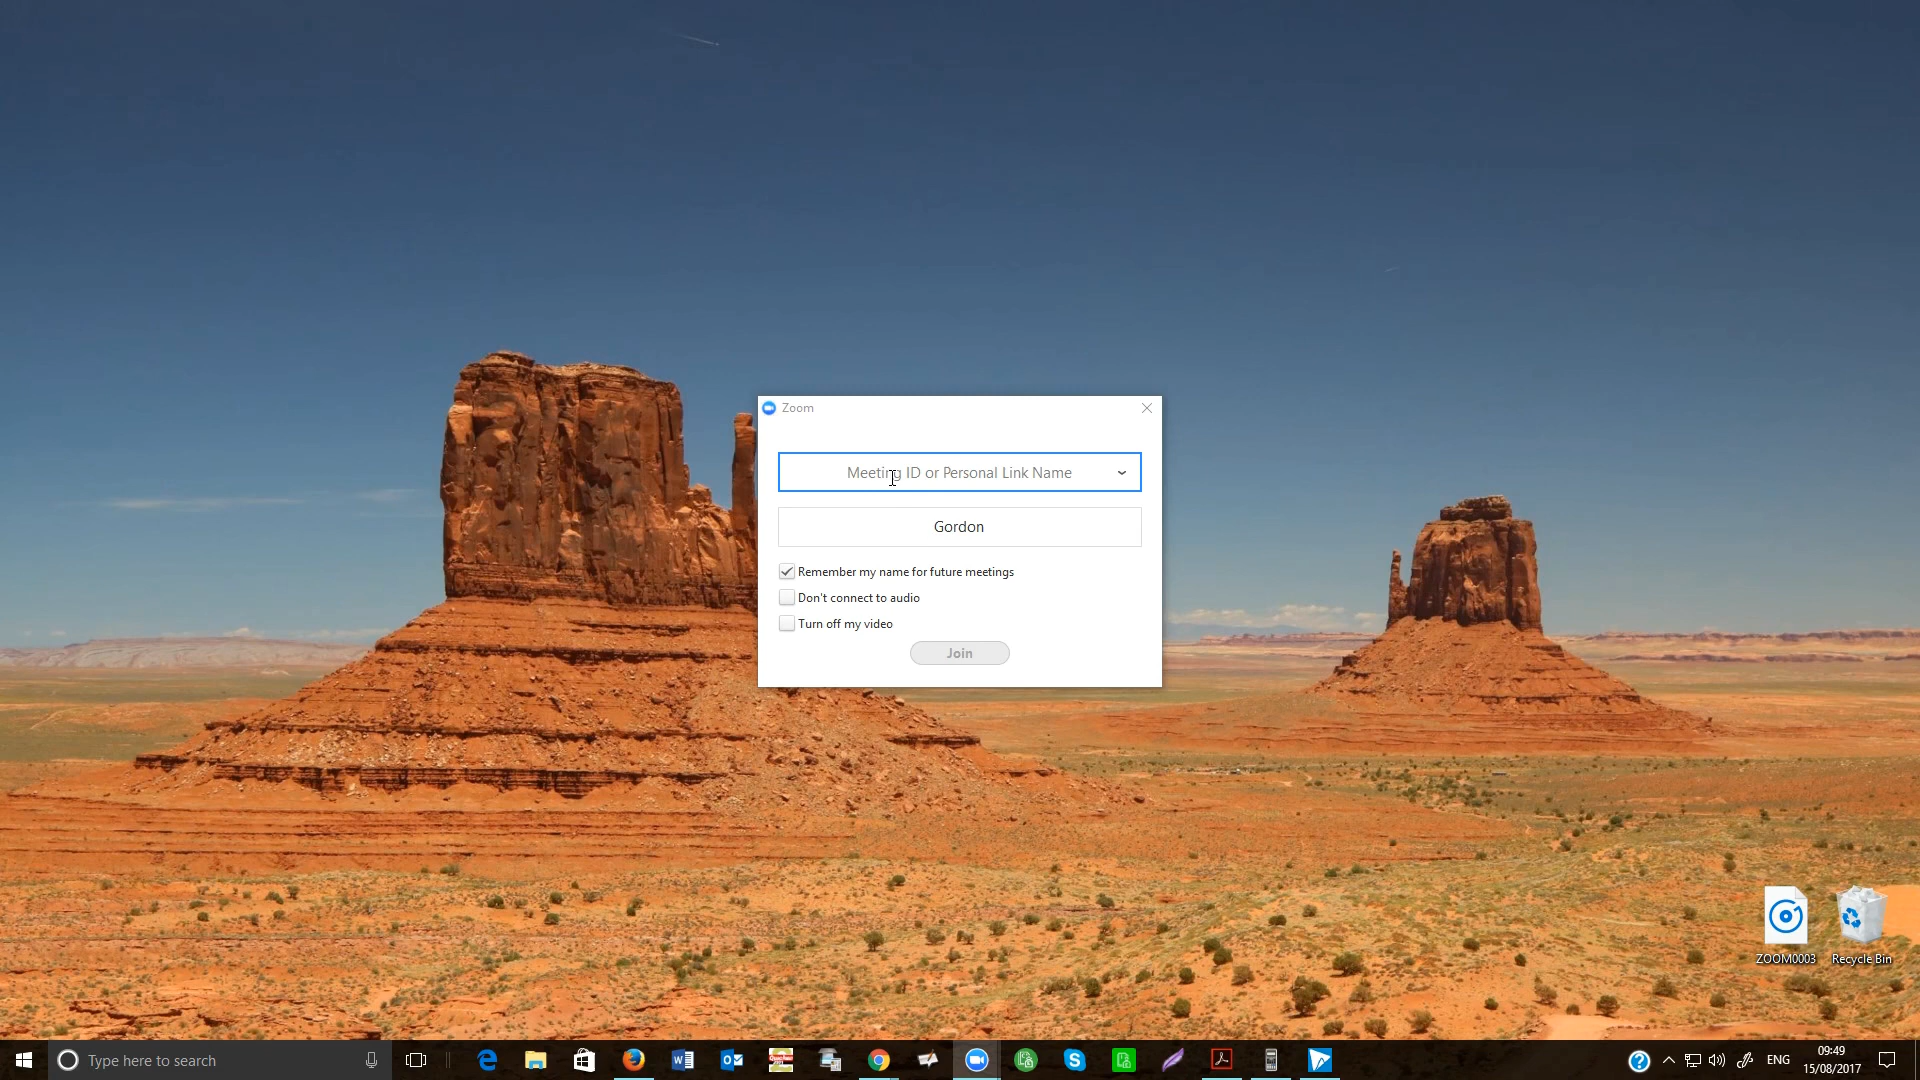 Zoom
Meeting ID or Personal Link Name
Gordon
Remember my name for future meetings
Don't connect to audio
Turn off my video
Join
ZOOM0003
Recycle Bin
Type here to search
ENG
09:49
15/08/2017